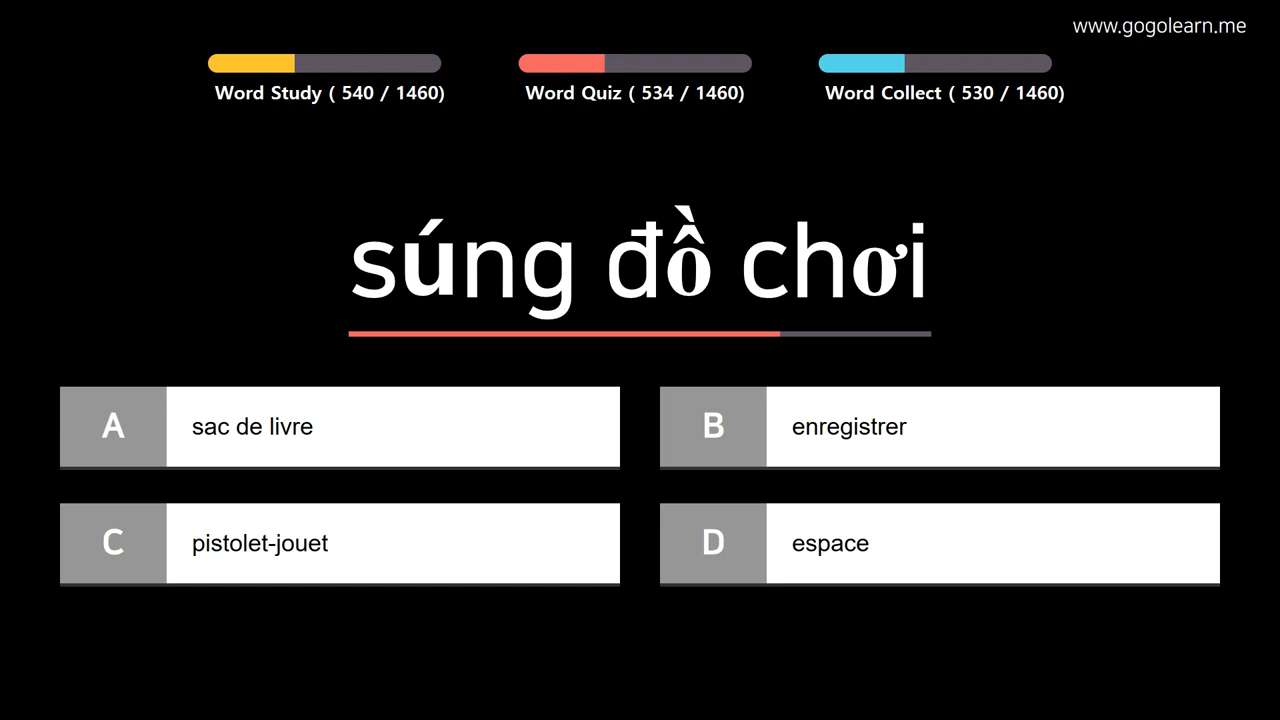 www.gogolearn.me
Word Study ( 540 / 1460)
Word Quiz ( 534 / 1460)
Word Collect ( 530 / 1460)
súng đồ chơi
A sac de livre
B enregistrer
C pistolet-jouet
D espace